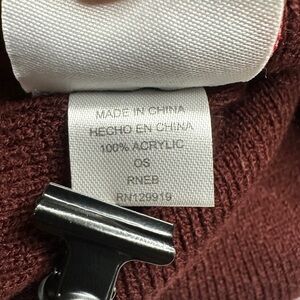 MADE IN CHINA
HECHO EN CHINA
100% ACRYLIC
OS
RNEB
RN129919